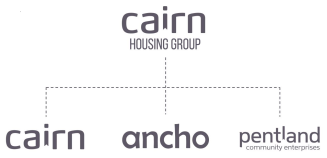 cairn
HOUSING GROUP
cairn
ancho
pentland
community enterprises